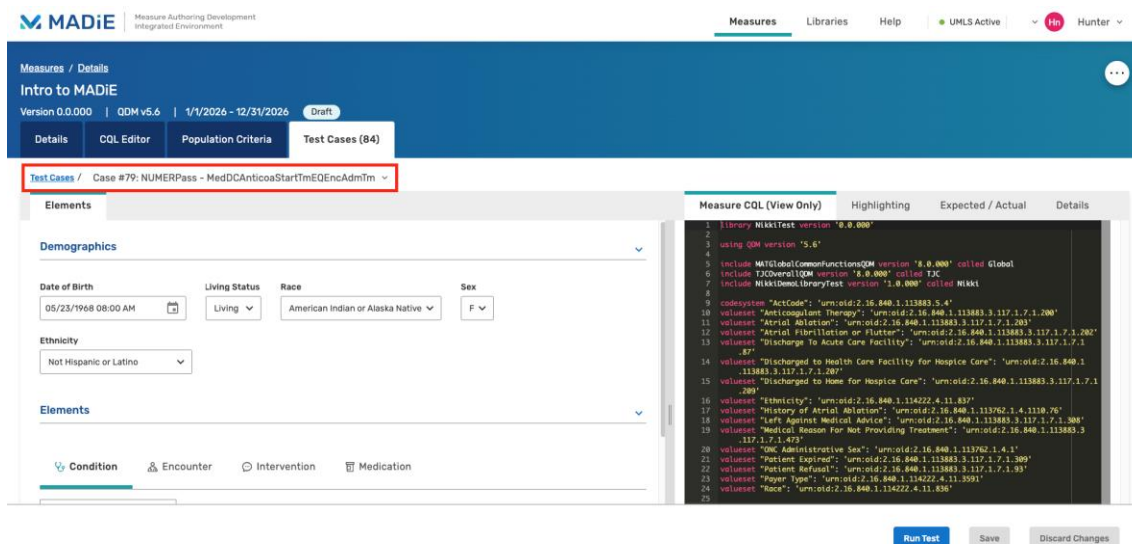 MADiE
Measure Authoring Development
Integrated Environment
Measures Libraries Help UMLS Active Hn Hunter
Measures / Details
Intro to MADiE
Version 0.0.000 | QDM v5.6 | 1/1/2026 - 12/31/2026 Draft
Details CQL Editor Population Criteria Test Cases (84)
Test Cases / Case #79: NUMERPass - MedDCAnticoaStartTmEQEncAdmTm
Elements
Demographics
Date of Birth Living Status Race Sex
05/23/1968 08:00 AM Living American Indian or Alaska Native F
Ethnicity
Not Hispanic or Latino
Elements
Condition Encounter Intervention Medication
Measure CQL (View Only) Highlighting Expected / Actual Details
1 library NikkiTest version '0.0.000'
2
3 using QDM version '5.6'
4
5 include MATGlobalCommonFunctionsQDM version '8.0.000' called Global
6 include TJCOverallQDM version '8.0.000' called TJC
7 include NikkiDemoLibraryTest version '1.0.000' called Nikki
8
9 codesystem "ActCode": 'urn:oid:2.16.840.1.113883.5.4'
10 valueset "Anticoagulant Therapy": 'urn:oid:2.16.840.1.113883.3.117.1.7.1.200'
11 valueset "Atrial Ablation": 'urn:oid:2.16.840.1.113883.3.117.1.7.1.203'
12 valueset "Atrial Fibrillation or Flutter": 'urn:oid:2.16.840.1.113883.3.117.1.7.1.202'
13 valueset "Discharge To Acute Care Facility": 'urn:oid:2.16.840.1.113883.3.117.1.7.1
.87'
14 valueset "Discharged to Health Care Facility for Hospice Care": 'urn:oid:2.16.840.1
.113883.3.117.1.7.1.207'
15 valueset "Discharged to Home for Hospice Care": 'urn:oid:2.16.840.1.113883.3.117.1.7.1
.209'
16 valueset "Ethnicity": 'urn:oid:2.16.840.1.114222.4.11.837'
17 valueset "History of Atrial Ablation": 'urn:oid:2.16.840.1.113762.1.4.1110.76'
18 valueset "Left Against Medical Advice": 'urn:oid:2.16.840.1.113883.3.117.1.7.1.308'
19 valueset "Medical Reason For Not Providing Treatment": 'urn:oid:2.16.840.1.113883.3
.117.1.7.1.473'
20 valueset "ONC Administrative Sex": 'urn:oid:2.16.840.1.113762.1.4.1'
21 valueset "Patient Expired": 'urn:oid:2.16.840.1.113883.3.117.1.7.1.309'
22 valueset "Patient Refusal": 'urn:oid:2.16.840.1.113883.3.117.1.7.1.93'
23 valueset "Payer Type": 'urn:oid:2.16.840.1.114222.4.11.3591'
24 valueset "Race": 'urn:oid:2.16.840.1.114222.4.11.836'
25
Run Test Save Discard Changes